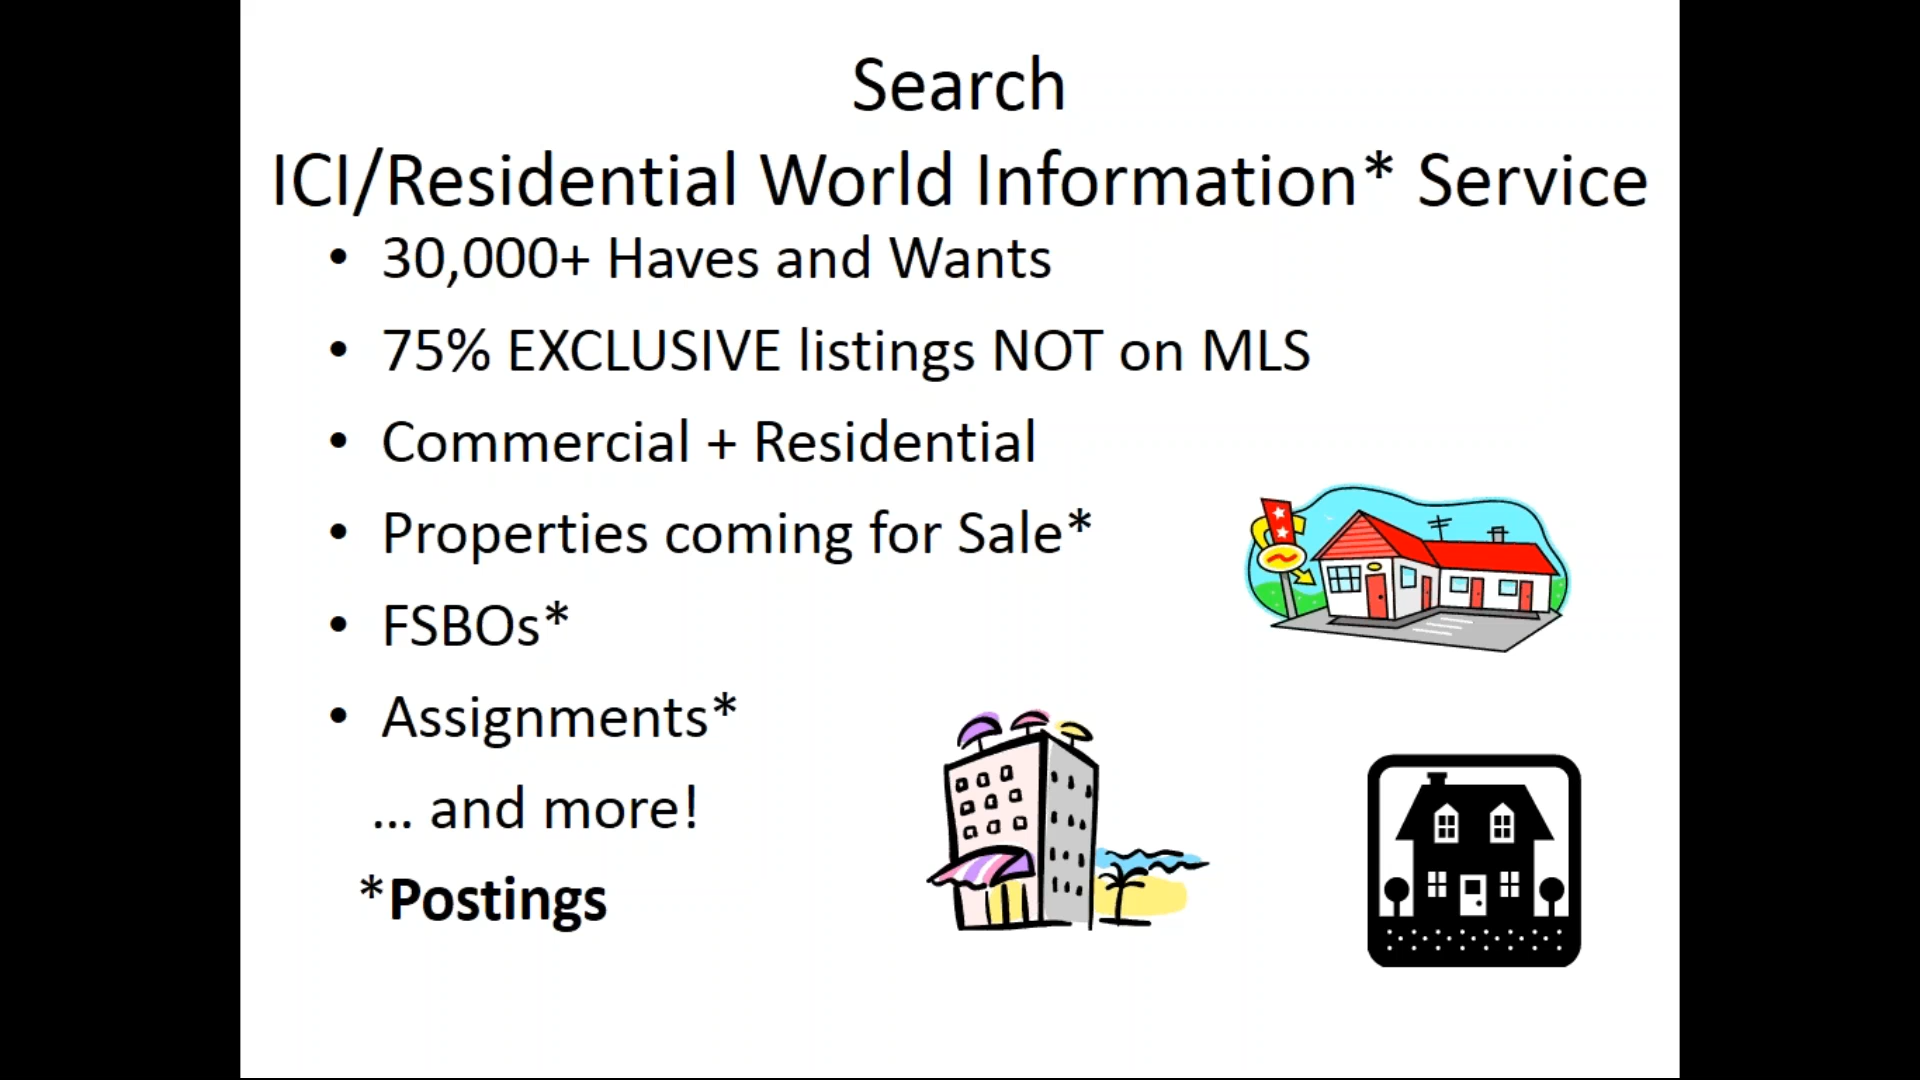 Search
ICI/Residential World Information* Service
• 30,000+ Haves and Wants
• 75% EXCLUSIVE listings NOT on MLS
• Commercial + Residential
• Properties coming for Sale*
• FSBOs*
• Assignments*
... and more!
*Postings